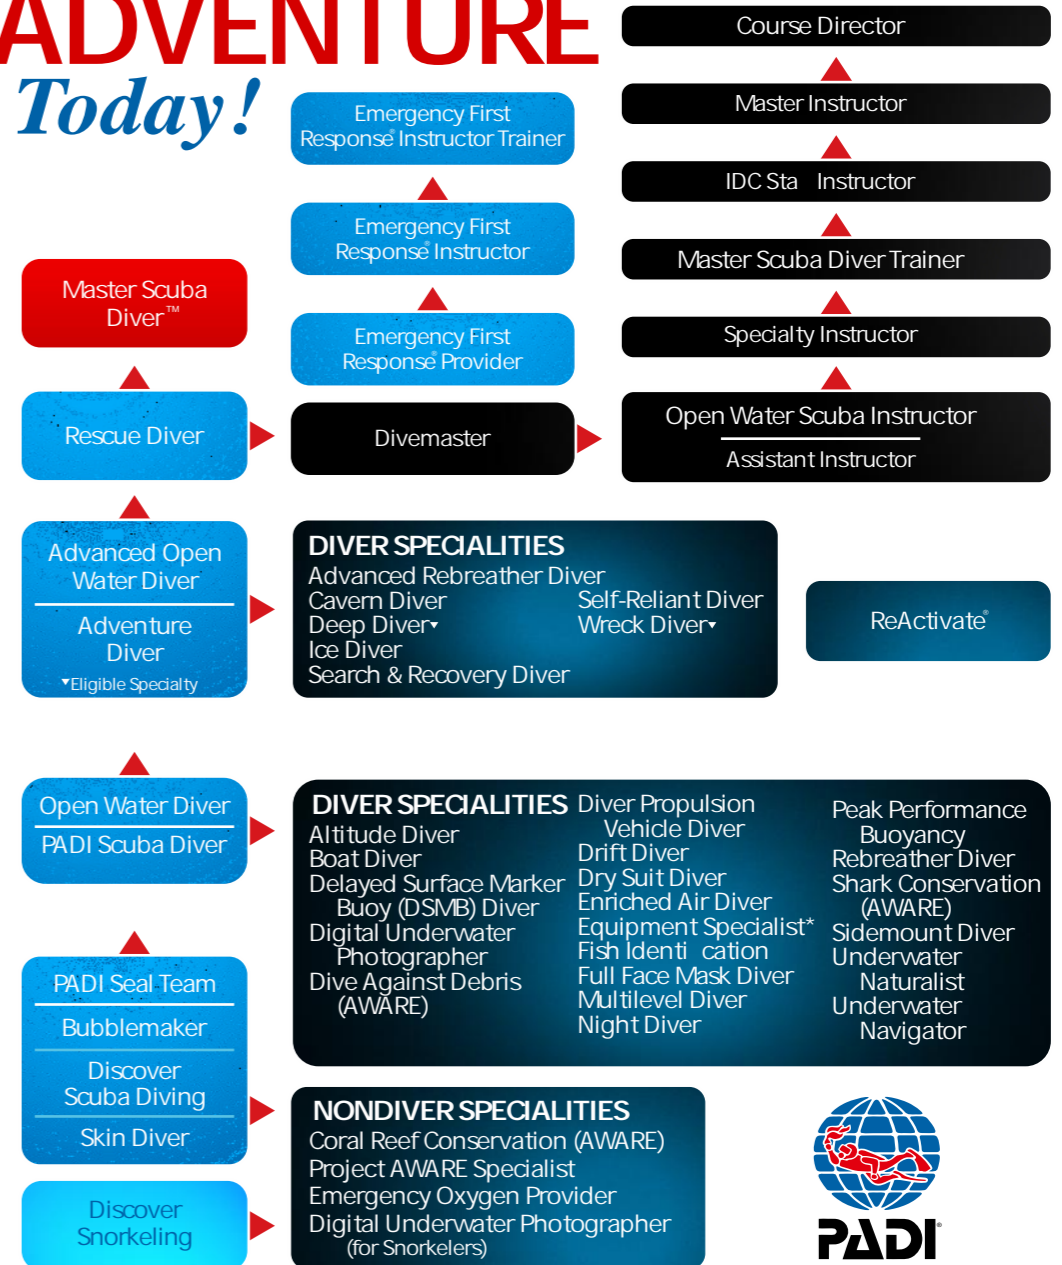 ADVENTURE
Today!
Course Director
Master Instructor
IDC Sta Instructor
Master Scuba Diver Trainer
Specialty Instructor
Open Water Scuba Instructor
Assistant Instructor
Emergency First
Response® Instructor Trainer
Emergency First
Response® Instructor
Emergency First
Response® Provider
Divemaster
Master Scuba
Diver™
Rescue Diver
Advanced Open
Water Diver
Adventure
Diver
▼Eligible Specialty
DIVER SPECIALITIES
Advanced Rebreather Diver
Cavern Diver
Deep Diver▼
Ice Diver
Search & Recovery Diver
Self-Reliant Diver
Wreck Diver▼
ReActivate®
Open Water Diver
PADI Scuba Diver
DIVER SPECIALITIES
Altitude Diver
Boat Diver
Delayed Surface Marker
Buoy (DSMB) Diver
Digital Underwater
Photographer
Dive Against Debris
(AWARE)
Diver Propulsion
Vehicle Diver
Drift Diver
Dry Suit Diver
Enriched Air Diver
Equipment Specialist*
Fish Identi cation
Full Face Mask Diver
Multilevel Diver
Night Diver
Peak Performance
Buoyancy
Rebreather Diver
Shark Conservation
(AWARE)
Sidemount Diver
Underwater
Naturalist
Underwater
Navigator
PADI Seal Team
Bubblemaker
Discover
Scuba Diving
Skin Diver
Discover
Snorkeling
NONDIVER SPECIALITIES
Coral Reef Conservation (AWARE)
Project AWARE Specialist
Emergency Oxygen Provider
Digital Underwater Photographer
(for Snorkelers)
PADI®